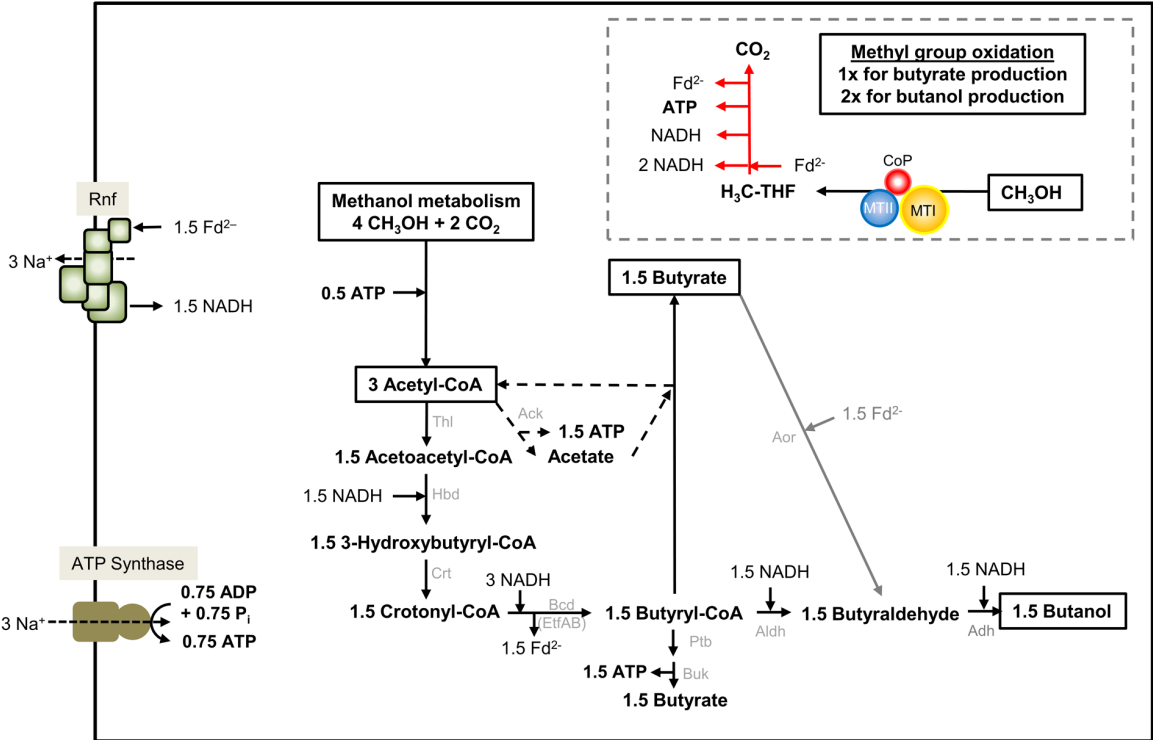 CO₂
Fd²⁻
ATP
NADH
2 NADH
Fd²⁻
H₃C-THF
Methyl group oxidation
1x for butyrate production
2x for butanol production
CoP
MTII
MTI
CH₃OH
Rnf
1.5 Fd²⁻
3 Na⁺
1.5 NADH
Methanol metabolism
4 CH₃OH + 2 CO₂
0.5 ATP
1.5 Butyrate
3 Acetyl-CoA
Thl
Ack
1.5 ATP
Acetate
1.5 Fd²⁻
Aor
1.5 Acetoacetyl-CoA
1.5 NADH
Hbd
1.5 3-Hydroxybutyryl-CoA
Crt
3 NADH
1.5 Crotonyl-CoA
Bcd
(EtfAB)
1.5 Fd²⁻
1.5 Butyryl-CoA
1.5 NADH
Aldh
1.5 Butyraldehyde
1.5 NADH
Adh
1.5 Butanol
Ptb
1.5 ATP
Buk
1.5 Butyrate
ATP Synthase
3 Na⁺
0.75 ADP
+ 0.75 Pᵢ
0.75 ATP